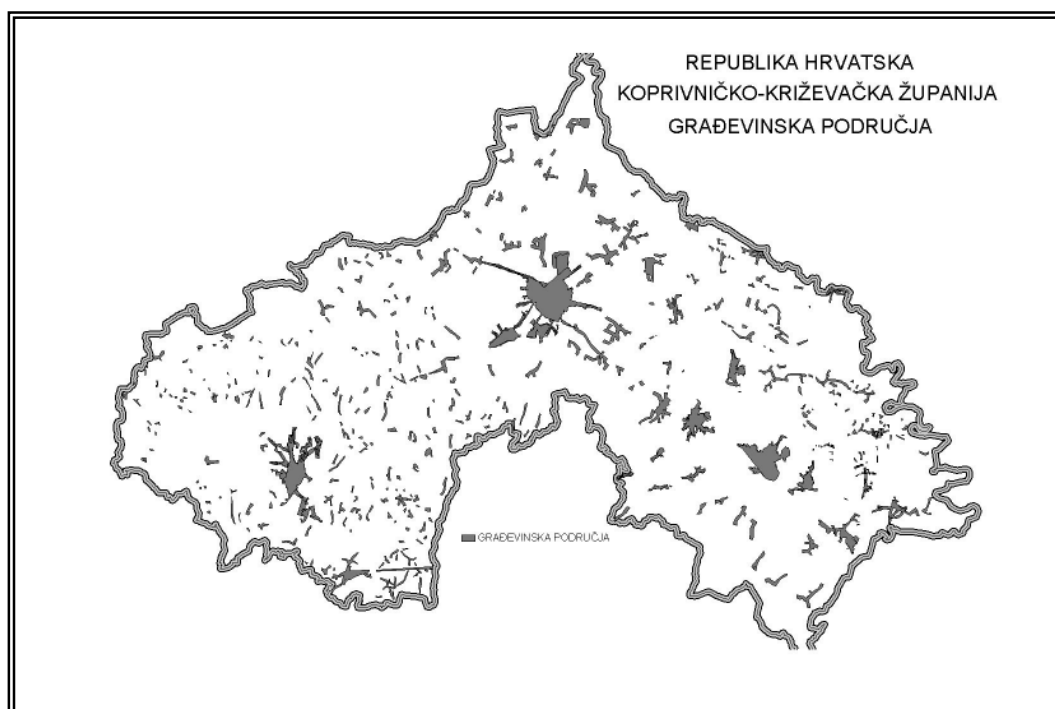 REPUBLIKA HRVATSKA
KOPRIVNIČKO-KRIŽEVAČKA ŽUPANIJA
GRAĐEVINSKA PODRUČJA
GRAĐEVINSKA PODRUČJA